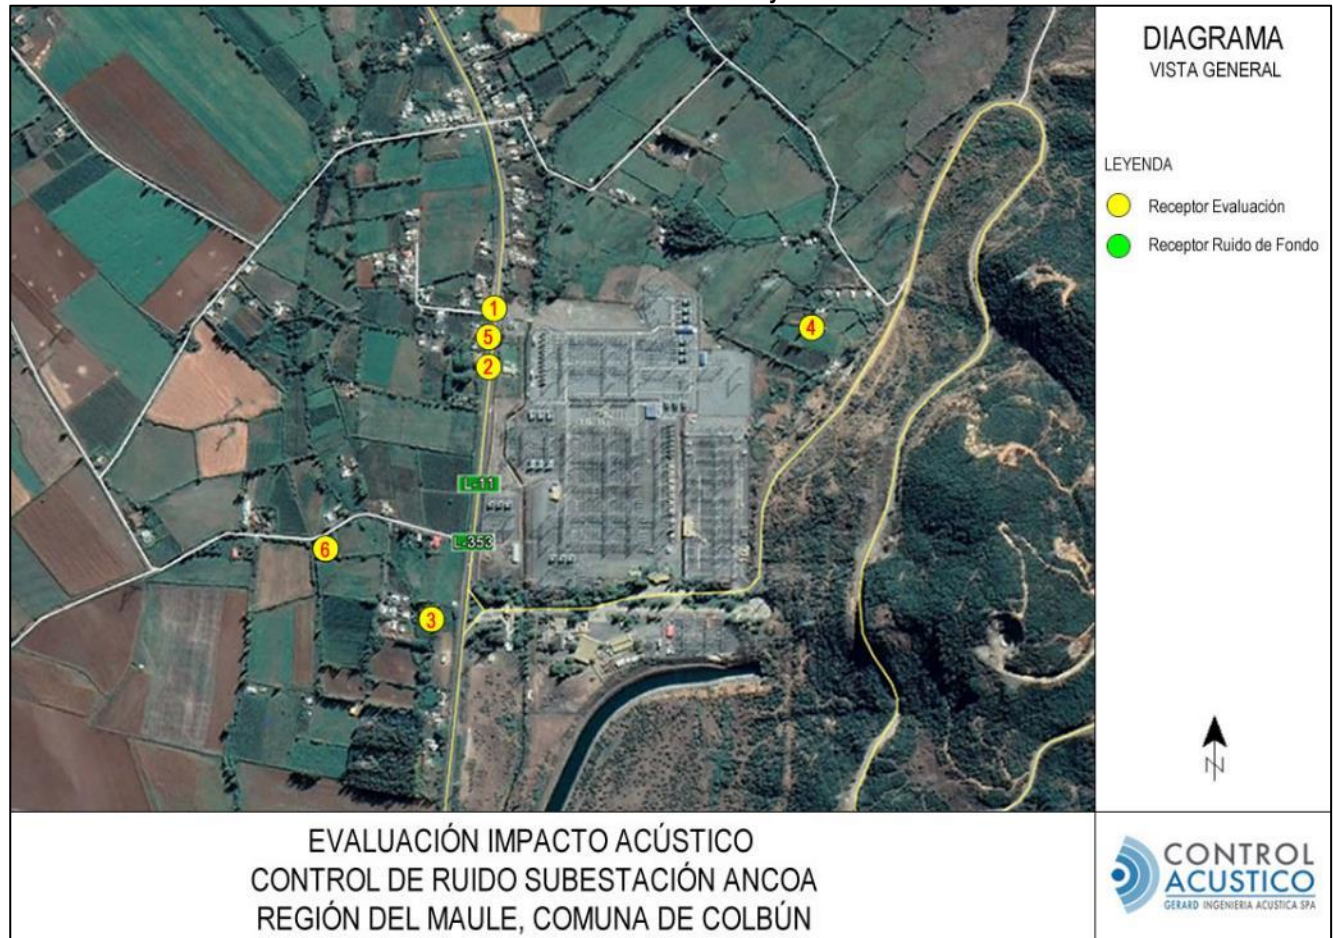 DIAGRAMA
VISTA GENERAL
LEYENDA
Receptor Evaluación
Receptor Ruido de Fondo
1
5
2
4
L-11
L-353
6
3
N
EVALUACIÓN IMPACTO ACÚSTICO
CONTROL DE RUIDO SUBESTACIÓN ANCOA
REGIÓN DEL MAULE, COMUNA DE COLBÚN
CONTROL
ACUSTICO
GERARD INGENIERIA ACUSTICA SPA